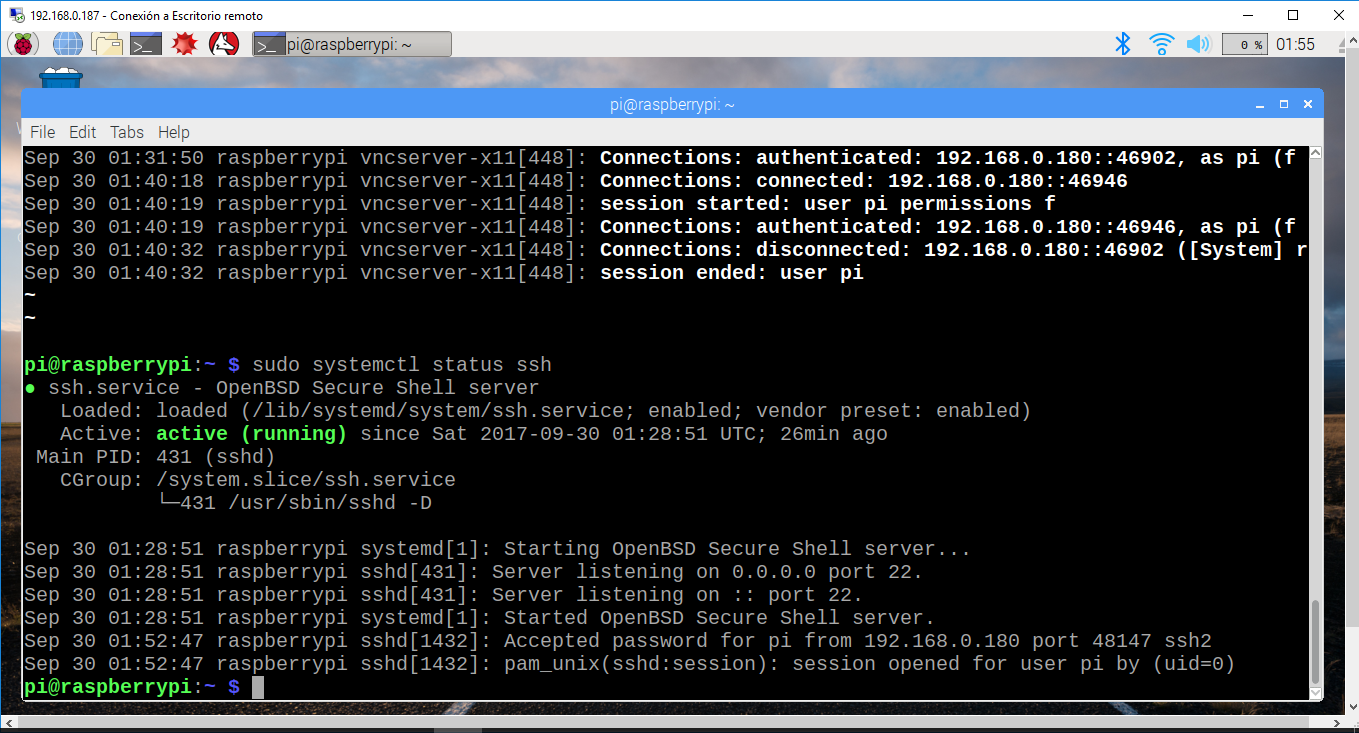 192.168.0.187 - Conexión a Escritorio remoto
>_ >_ pi@raspberrypi: ~ 0 % 01:55
pi@raspberrypi: ~
File Edit Tabs Help
Sep 30 01:31:50 raspberrypi vncserver-x11[448]: Connections: authenticated: 192.168.0.180::46902, as pi (f
Sep 30 01:40:18 raspberrypi vncserver-x11[448]: Connections: connected: 192.168.0.180::46946
Sep 30 01:40:19 raspberrypi vncserver-x11[448]: session started: user pi permissions f
Sep 30 01:40:19 raspberrypi vncserver-x11[448]: Connections: authenticated: 192.168.0.180::46946, as pi (f
Sep 30 01:40:32 raspberrypi vncserver-x11[448]: Connections: disconnected: 192.168.0.180::46902 ([System] r
Sep 30 01:40:32 raspberrypi vncserver-x11[448]: session ended: user pi
~
~
pi@raspberrypi:~ $ sudo systemctl status ssh
● ssh.service - OpenBSD Secure Shell server
Loaded: loaded (/lib/systemd/system/ssh.service; enabled; vendor preset: enabled)
Active: active (running) since Sat 2017-09-30 01:28:51 UTC; 26min ago
Main PID: 431 (sshd)
CGroup: /system.slice/ssh.service
└─431 /usr/sbin/sshd -D
Sep 30 01:28:51 raspberrypi systemd[1]: Starting OpenBSD Secure Shell server...
Sep 30 01:28:51 raspberrypi sshd[431]: Server listening on 0.0.0.0 port 22.
Sep 30 01:28:51 raspberrypi sshd[431]: Server listening on :: port 22.
Sep 30 01:28:51 raspberrypi systemd[1]: Started OpenBSD Secure Shell server.
Sep 30 01:52:47 raspberrypi sshd[1432]: Accepted password for pi from 192.168.0.180 port 48147 ssh2
Sep 30 01:52:47 raspberrypi sshd[1432]: pam_unix(sshd:session): session opened for user pi by (uid=0)
pi@raspberrypi:~ $